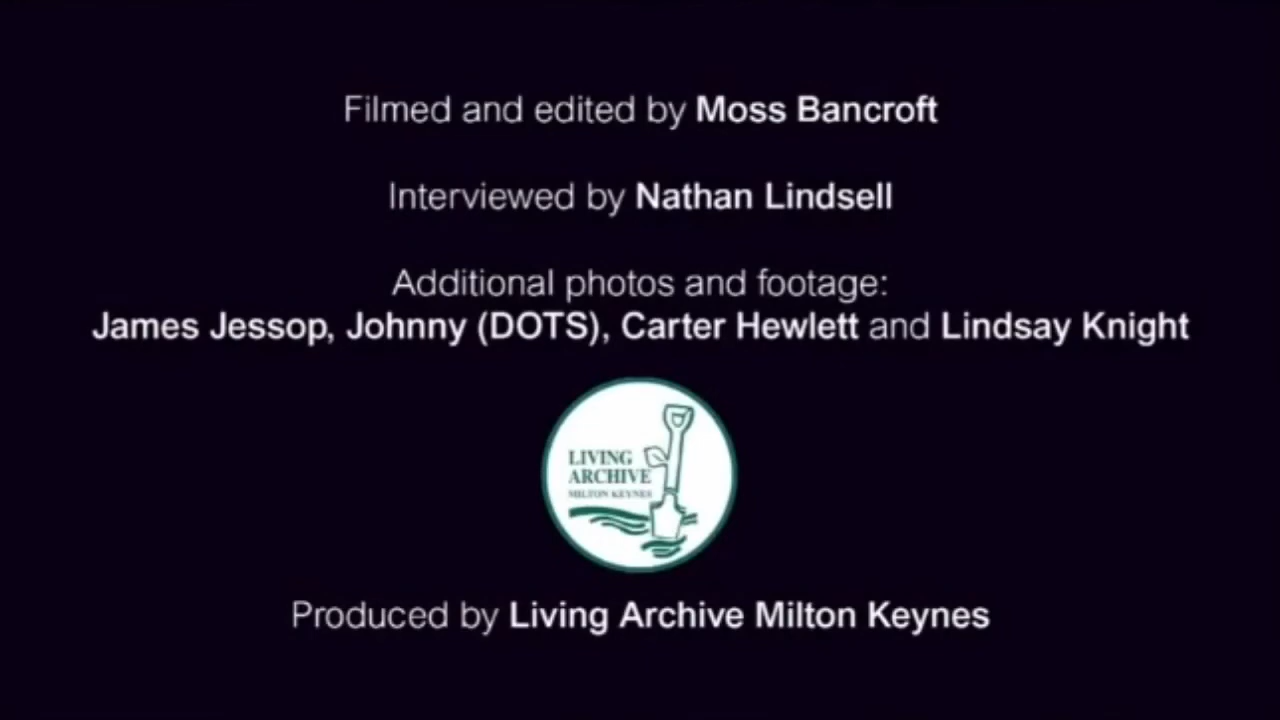 Filmed and edited by Moss Bancroft
Interviewed by Nathan Lindsell
Additional photos and footage:
James Jessop, Johnny (DOTS), Carter Hewlett and Lindsay Knight
LIVING
ARCHIVE
MILTON KEYNES
Produced by Living Archive Milton Keynes